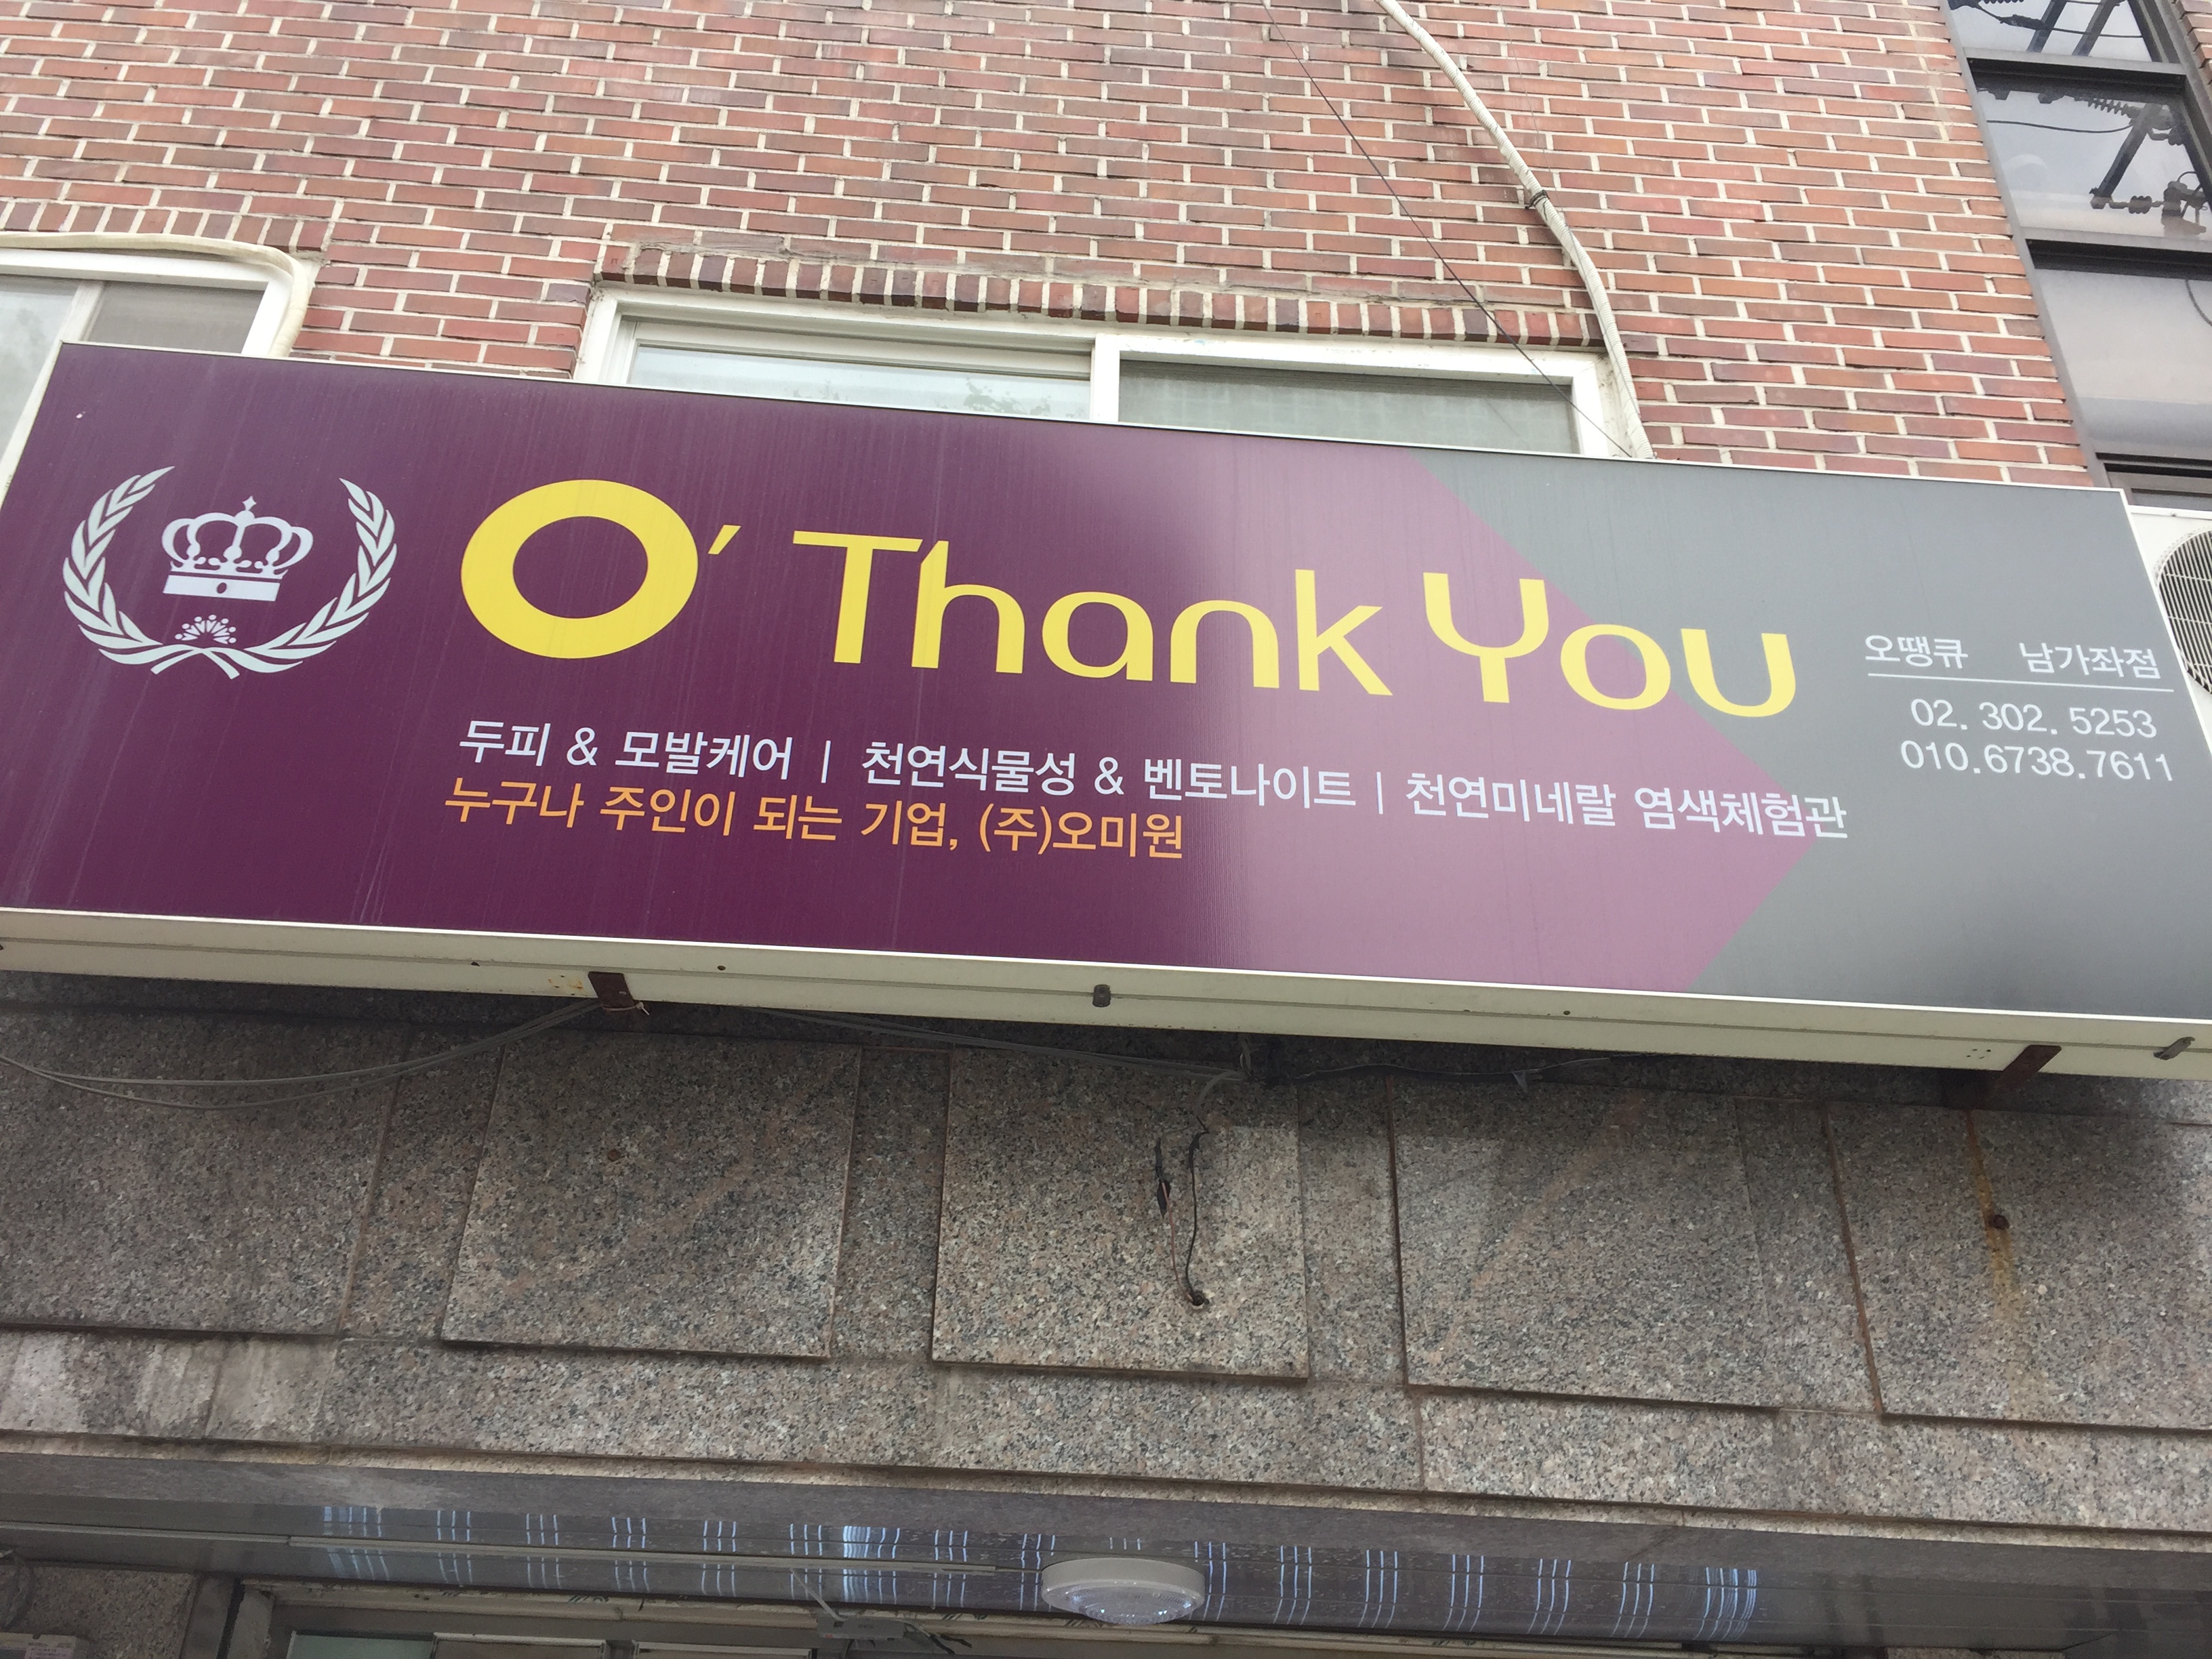 O' Thank You
오땡큐 남가좌점
02. 302. 5253
010.6738.7611
두피 & 모발케어 | 천연식물성 & 벤토나이트 | 천연미네랄 염색체험관
누구나 주인이 되는 기업, (주)오미원